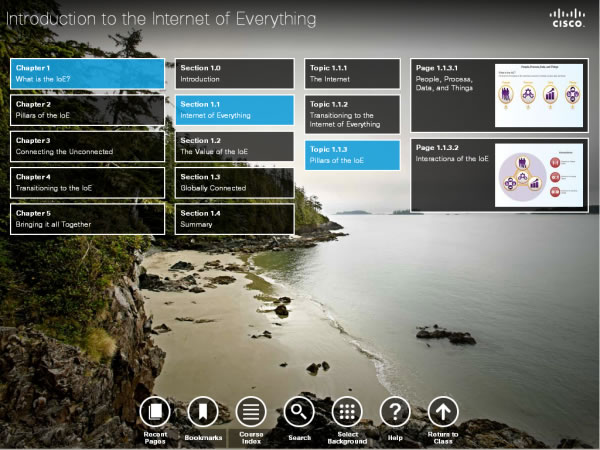 Introduction to the Internet of Everything
CISCO
Chapter 1
What is the IoE?
Chapter 2
Pillars of the IoE
Chapter 3
Connecting the Unconnected
Chapter 4
Transitioning to the IoE
Chapter 5
Bringing it all Together
Section 1.0
Introduction
Section 1.1
Internet of Everything
Section 1.2
The Value of the IoE
Section 1.3
Globally Connected
Section 1.4
Summary
Topic 1.1.1
The Internet
Topic 1.1.2
Transitioning to the
Internet of Everything
Topic 1.1.3
Pillars of the IoE
Page 1.1.3.1
People, Process,
Data, and Things
People, Process, Data, and Things
Page 1.1.3.2
Interactions of the IoE
Recent
Pages
Bookmarks
Course
Index
Search
Select
Background
Help
Return to
Class